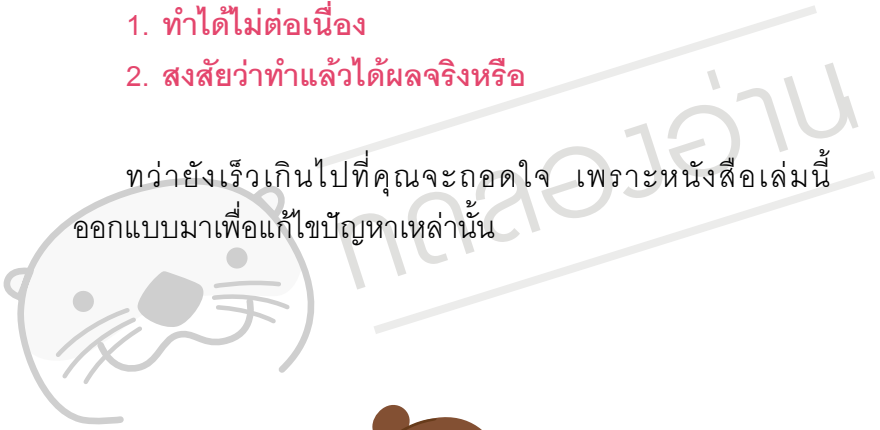 1. ทำได้ไม่ต่อเนื่อง
2. สงสัยว่าทำแล้วได้ผลจริงหรือ
ทว่ายังเร็วเกินไปที่คุณจะถอดใจ เพราะหนังสือเล่มนี้
ออกแบบมาเพื่อแก้ไขปัญหาเหล่านั้น
ทดลองอ่าน